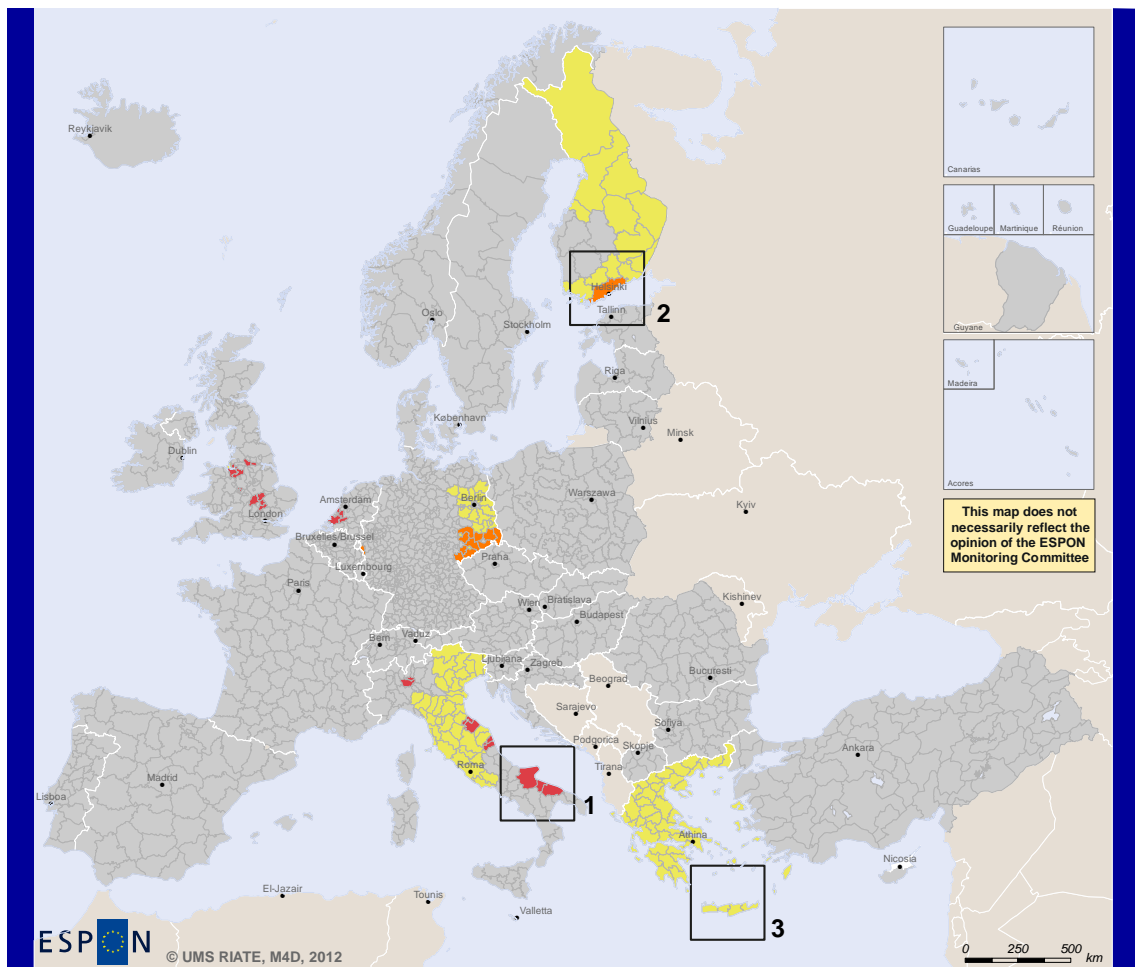 Reykjavik
Canarias
Guadeloupe
Martinique
Réunion
Guyane
Madeira
Acores
This map does not
necessarily reflect the
opinion of the ESPON
Monitoring Committee
Helsinki
Tallinn
2
Oslo
Stockholm
Riga
København
Vilnius
Minsk
Dublin
Amsterdam
Berlin
Warszawa
Kyiv
London
Bruxelles/Brussel
Praha
Luxembourg
Paris
Kishinev
Wien
Bratislava
Budapest
Bern
Vaduz
Ljubljana
Zagreb
Bucuresti
Beograd
Sarajevo
Sofiya
Podgorica
Skopje
Ankara
Roma
Tirana
Madrid
Lisboa
1
Athina
Nicosia
El-Jazair
Tounis
Valletta
3
ESPON
© UMS RIATE, M4D, 2012
0 250 500
km